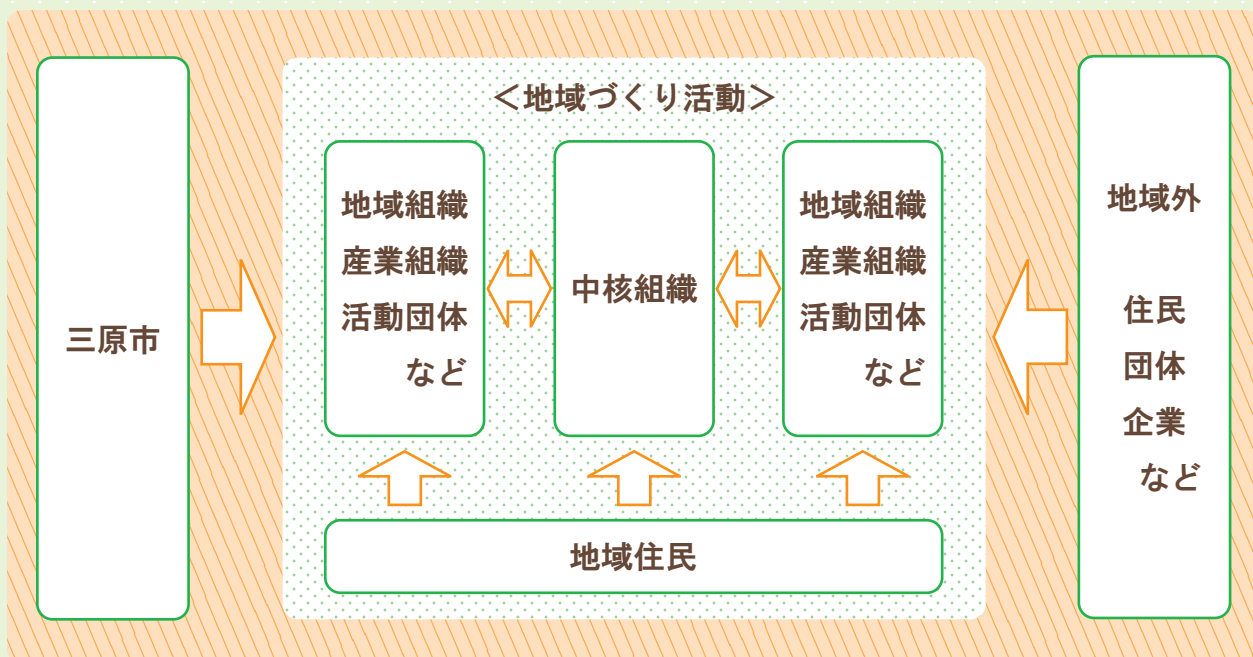 三原市
＜地域づくり活動＞
地域組織
産業組織
活動団体
など
中核組織
地域組織
産業組織
活動団体
など
地域住民
地域外
住民
団体
企業
など